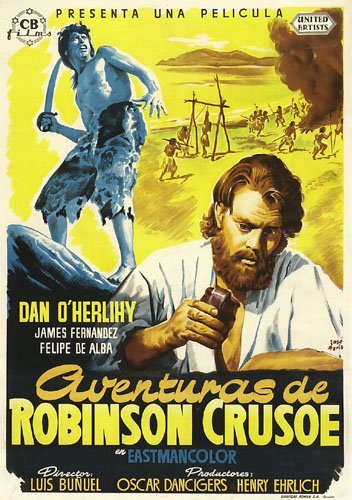 CB
films
PRESENTA UNA PELICULA
UNITED
ARTISTS
DAN O'HERLIHY
JAMES FERNANDEZ
FELIPE DE ALBA
Aventuras de
ROBINSON CRUSOE
en EASTMANCOLOR
Director:
LUIS BUÑUEL
Productores:
OSCAR DANCIGERS HENRY EHRLICH